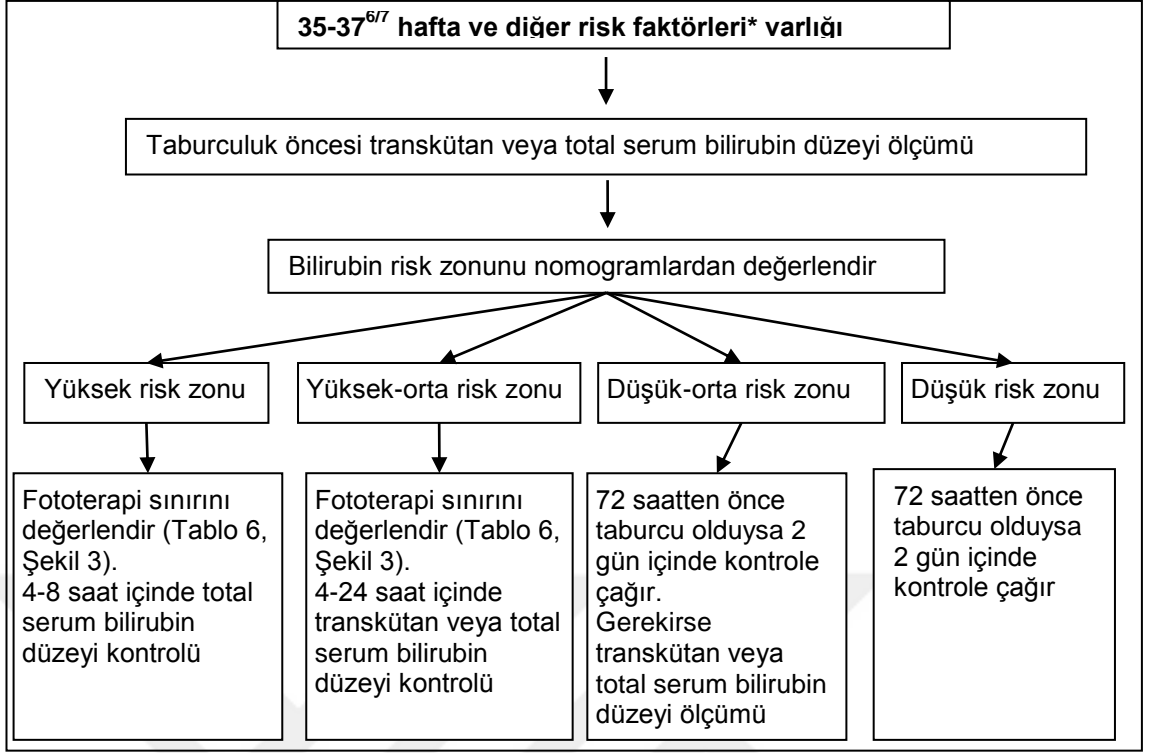 35-37⁶ᐟ⁷ hafta ve diğer risk faktörleri* varlığı
Taburculuk öncesi transkütan veya total serum bilirubin düzeyi ölçümü
Bilirubin risk zonunu nomogramlardan değerlendir
Yüksek risk zonu
Yüksek-orta risk zonu
Düşük-orta risk zonu
Düşük risk zonu
Fototerapi sınırını
değerlendir (Tablo 6,
Şekil 3).
4-8 saat içinde total
serum bilirubin
düzeyi kontrolü
Fototerapi sınırını
değerlendir (Tablo 6,
Şekil 3).
4-24 saat içinde
transkütan veya total
serum bilirubin
düzeyi kontrolü
72 saatten önce
taburcu olduysa 2
gün içinde kontrole
çağır.
Gerekirse
transkütan veya
total serum bilirubin
düzeyi ölçümü
72 saatten önce
taburcu olduysa
2 gün içinde
kontrole çağır